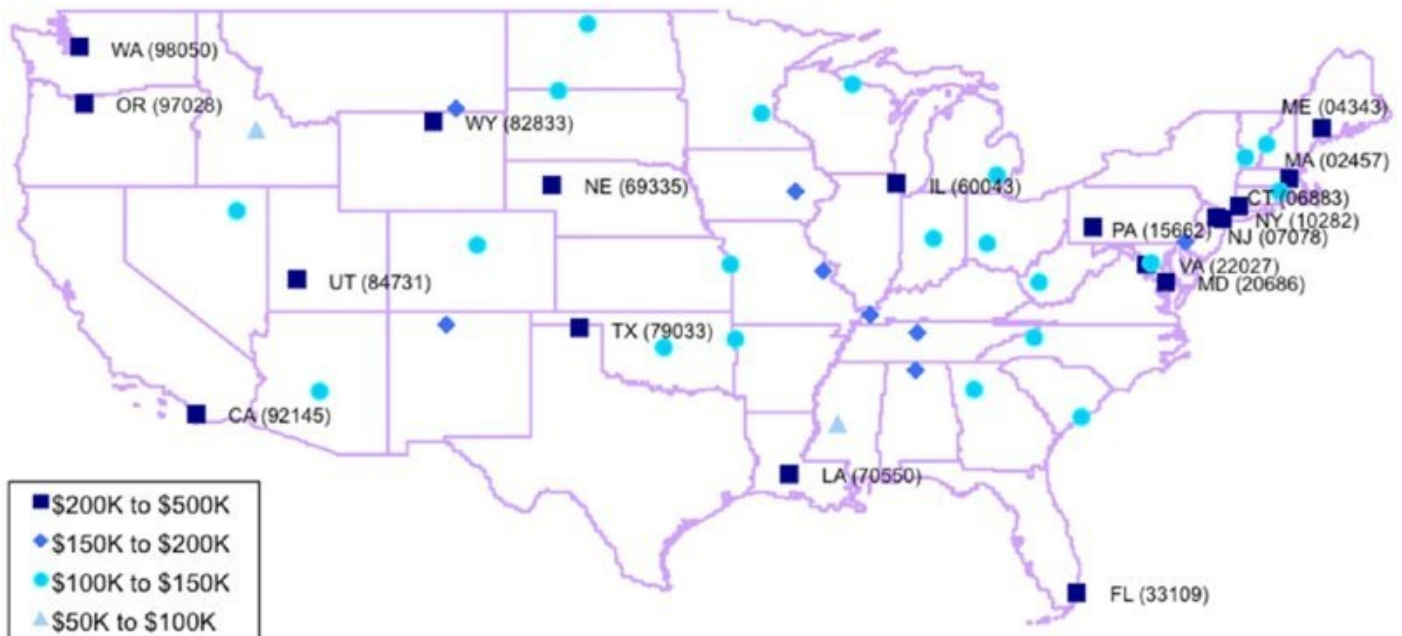 WA (98050)
OR (97028)
WY (82833)
ME (04343)
MA (02457)
NE (69335)
IL (60043)
CT (06883)
NY (10282)
PA (15662)
NJ (07078)
VA (22027)
UT (84731)
MD (20686)
TX (79033)
CA (92145)
LA (70550)
FL (33109)
$200K to $500K
$150K to $200K
$100K to $150K
$50K to $100K